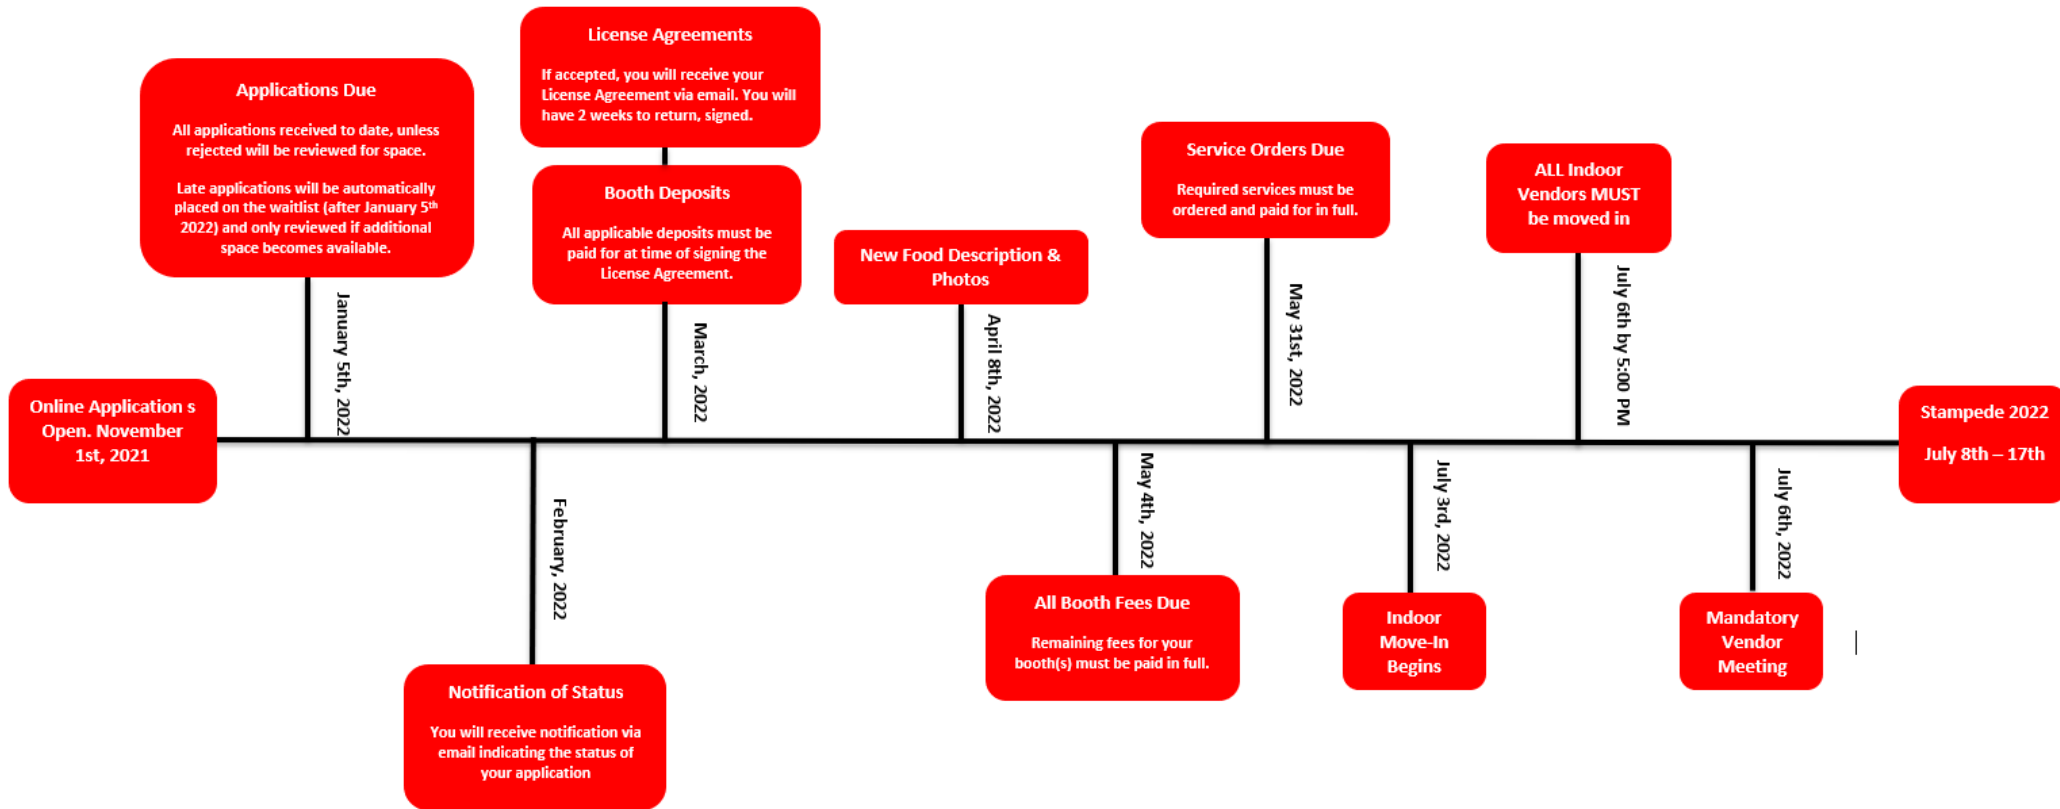 Online Application s
Open. November
1st, 2021
Applications Due
All applications received to date, unless
rejected will be reviewed for space.
Late applications will be automatically
placed on the waitlist (after January 5th
2022) and only reviewed if additional
space becomes available.
January 5th, 2022
February, 2022
Notification of Status
You will receive notification via
email indicating the status of
your application
License Agreements
If accepted, you will receive your
License Agreement via email. You will
have 2 weeks to return, signed.
Booth Deposits
All applicable deposits must be
paid for at time of signing the
License Agreement.
March, 2022
New Food Description &
Photos
April 8th, 2022
May 4th, 2022
All Booth Fees Due
Remaining fees for your
booth(s) must be paid in full.
Service Orders Due
Required services must be
ordered and paid for in full.
May 31st, 2022
July 3rd, 2022
Indoor
Move-In
Begins
ALL Indoor
Vendors MUST
be moved in
July 6th by 5:00 PM
July 6th, 2022
Mandatory
Vendor
Meeting
Stampede 2022
July 8th – 17th